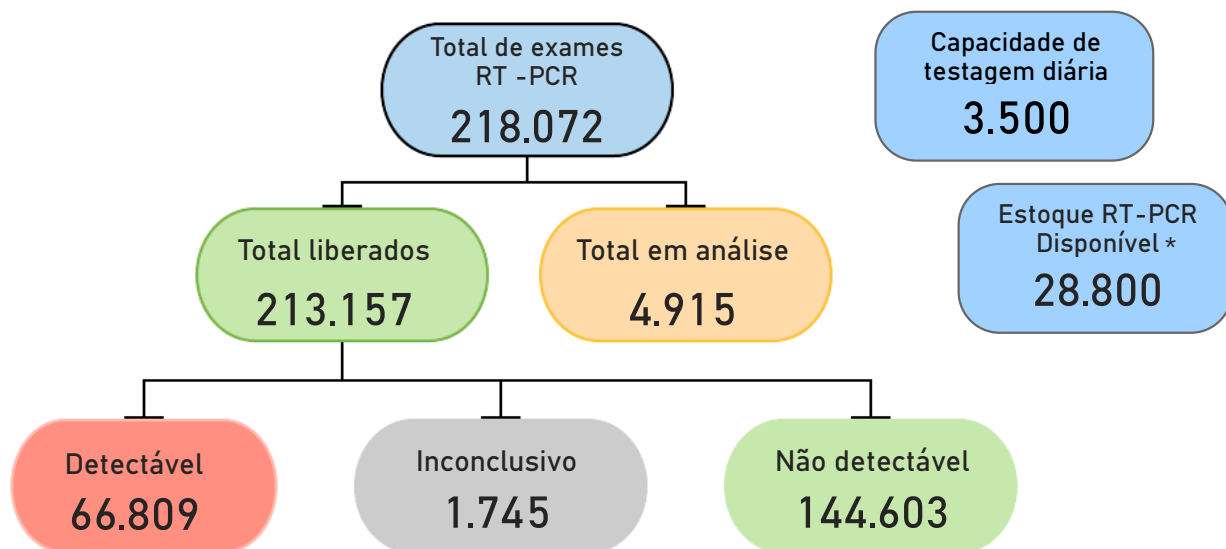 Total de exames
RT -PCR
218.072
Capacidade de
testagem diária
3.500
Estoque RT-PCR
Disponível *
28.800
Total liberados
213.157
Total em análise
4.915
Detectável
66.809
Inconclusivo
1.745
Não detectável
144.603